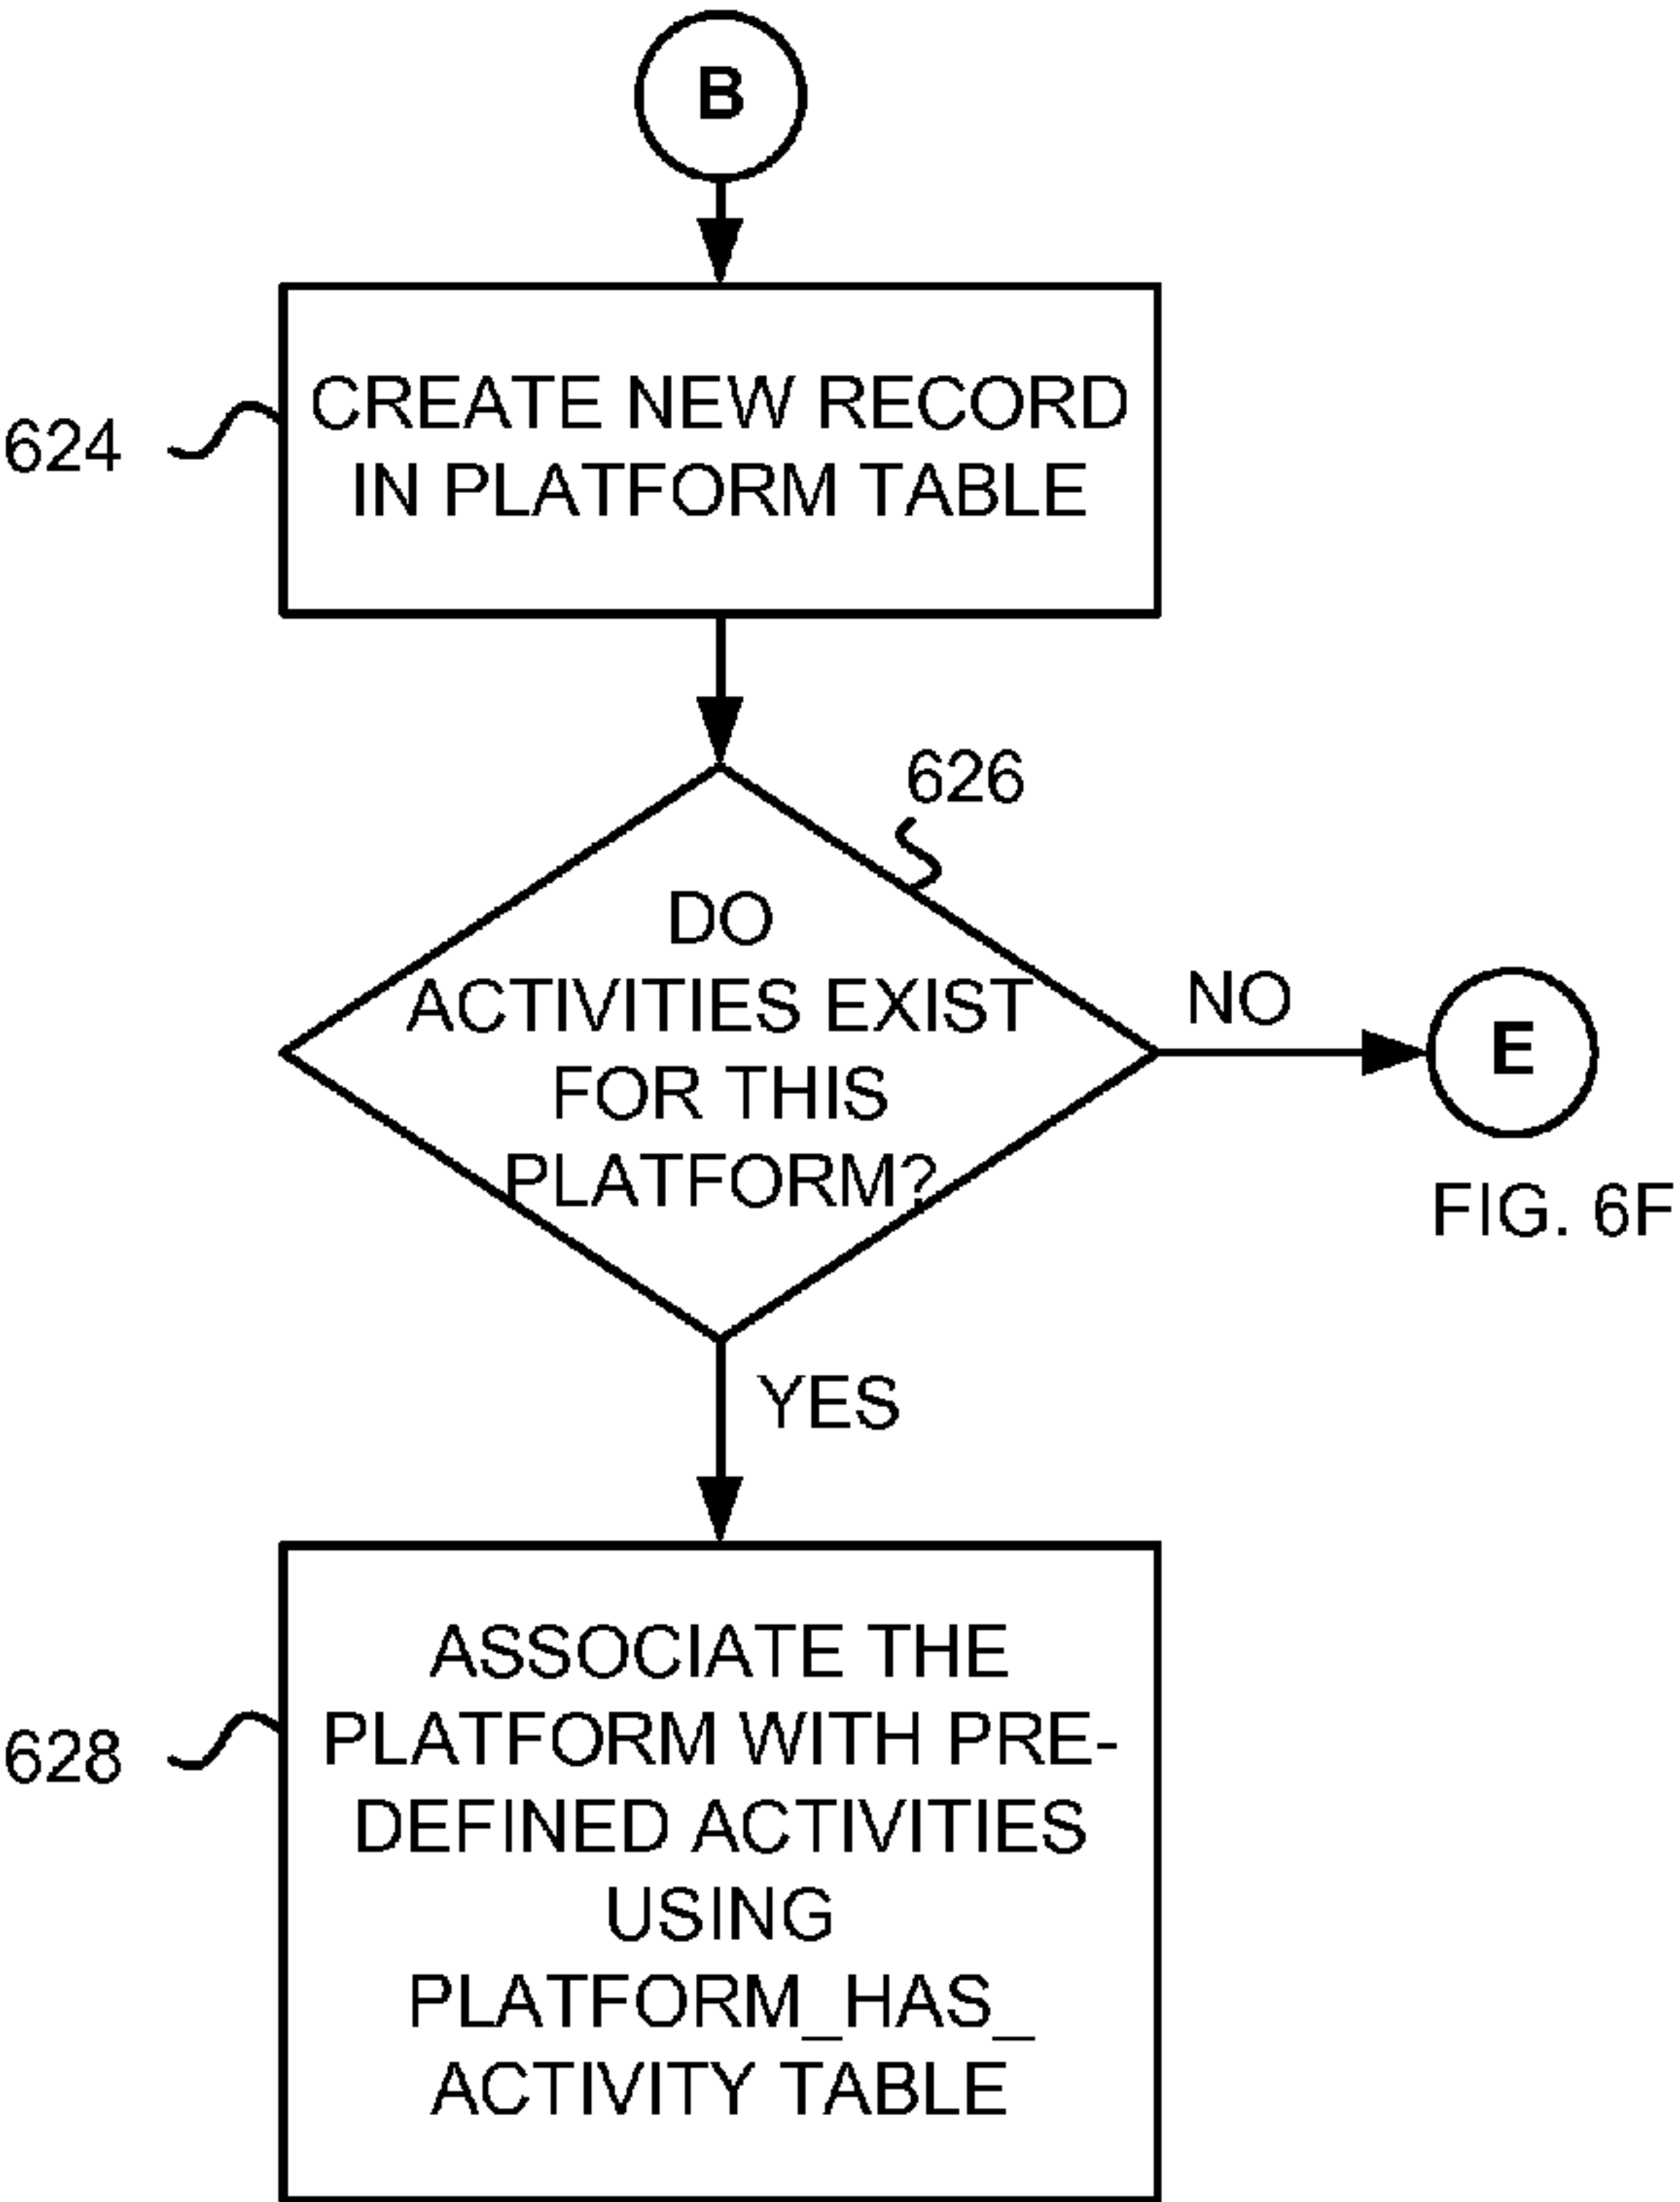 B
CREATE NEW RECORD
IN PLATFORM TABLE
624
626
DO
ACTIVITIES EXIST
FOR THIS
PLATFORM?
NO
E
FIG. 6F
YES
ASSOCIATE THE
PLATFORM WITH PRE-
DEFINED ACTIVITIES
USING
PLATFORM_HAS_
ACTIVITY TABLE
628